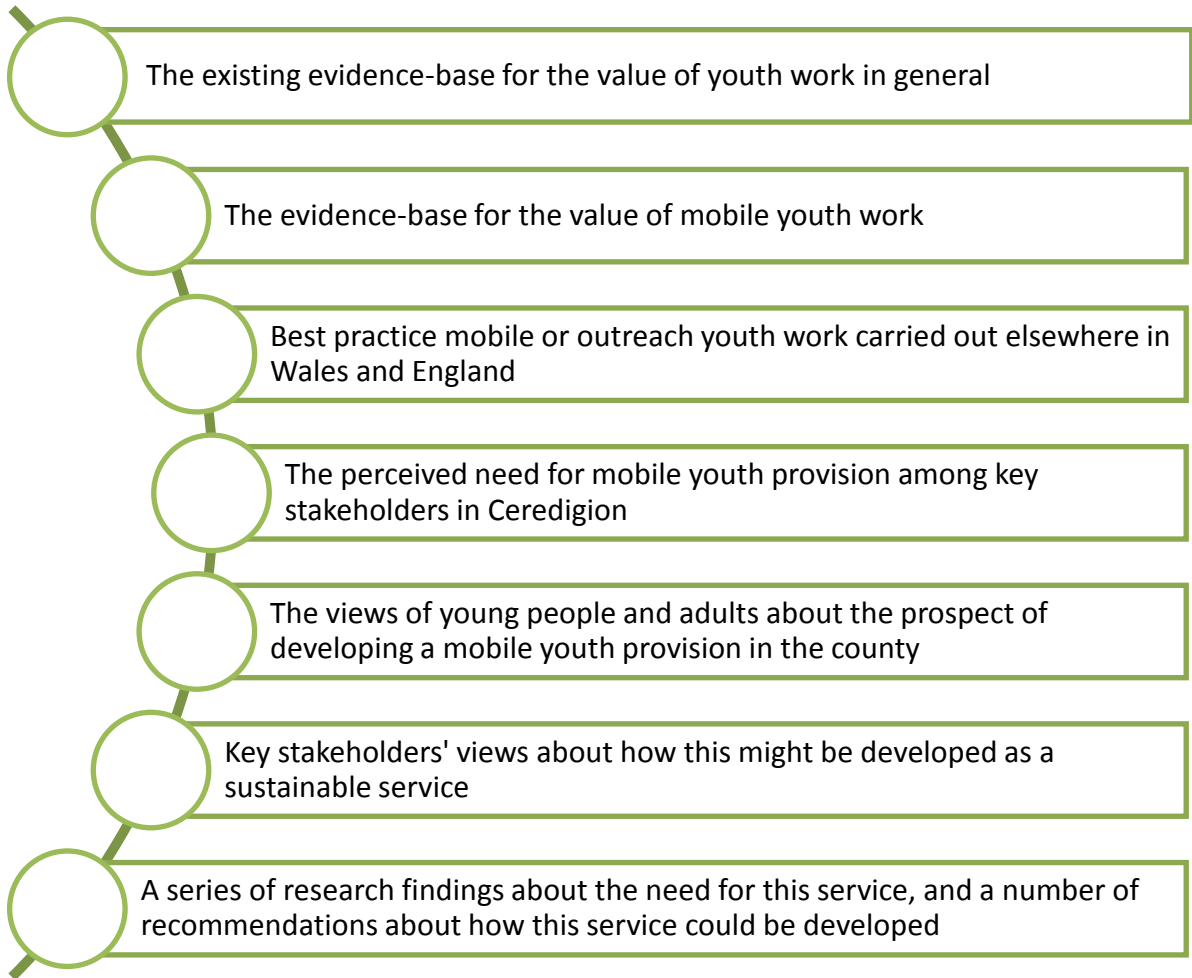 The existing evidence-base for the value of youth work in general
The evidence-base for the value of mobile youth work
Best practice mobile or outreach youth work carried out elsewhere in
Wales and England
The perceived need for mobile youth provision among key
stakeholders in Ceredigion
The views of young people and adults about the prospect of
developing a mobile youth provision in the county
Key stakeholders' views about how this might be developed as a
sustainable service
A series of research findings about the need for this service, and a number of
recommendations about how this service could be developed